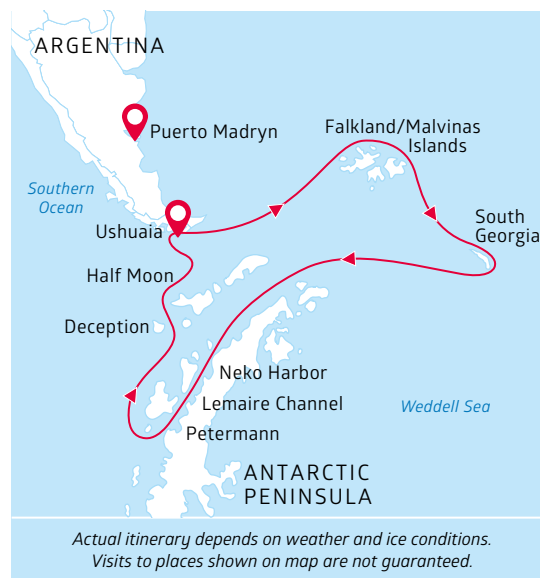 ARGENTINA
Puerto Madryn
Falkland/Malvinas
Islands
Southern
Ocean
Ushuaia
South
Georgia
Half Moon
Deception
Neko Harbor
Lemaire Channel
Weddell Sea
Petermann
ANTARCTIC
PENINSULA
Actual itinerary depends on weather and ice conditions.
Visits to places shown on map are not guaranteed.